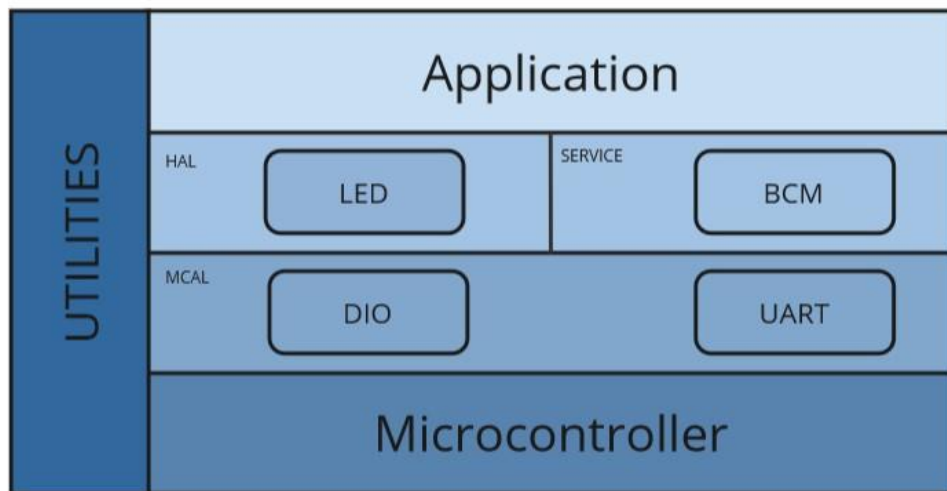 UTILITIES
Application
HAL
LED
SERVICE
BCM
MCAL
DIO
UART
Microcontroller